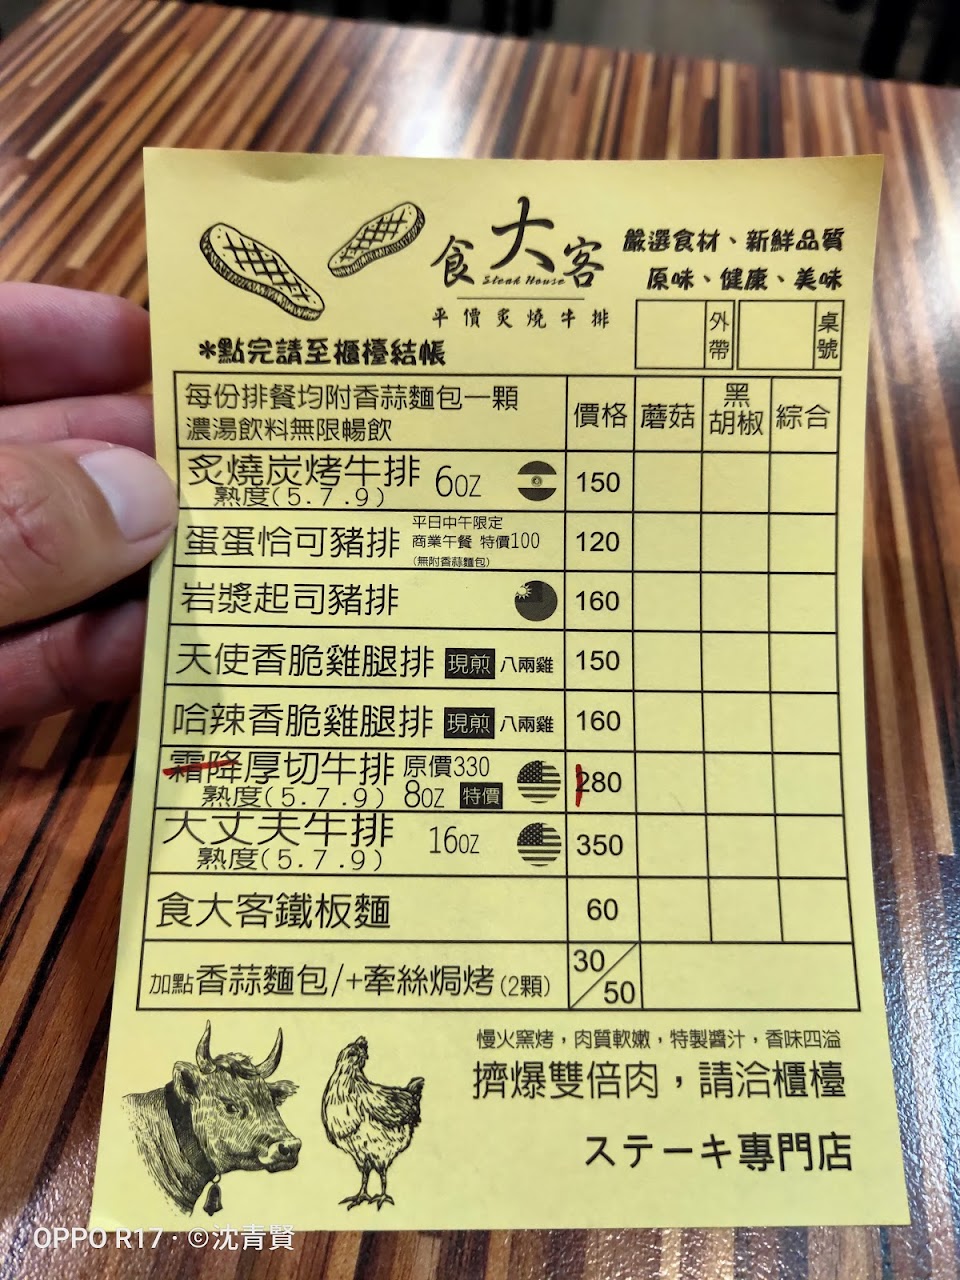 食大客
Steak House
平價炙燒牛排
嚴選食材、新鮮品質
原味、健康、美味
外帶
桌號
*點完請至櫃檯結帳
每份排餐均附香蒜麵包一顆
濃湯飲料無限暢飲
價格 蘑菇 黑胡椒 綜合
炙燒炭烤牛排 6oz 150
熟度(5.7.9)
蛋蛋恰可豬排 平日中午限定 120
商業午餐 特價100
(無附香蒜麵包)
岩漿起司豬排 160
天使香脆雞腿排 現煎 八兩雞 150
哈辣香脆雞腿排 現煎 八兩雞 160
霜降厚切牛排 原價330 280
熟度(5.7.9) 8oz 特價
大丈夫牛排 16oz 350
熟度(5.7.9)
食大客鐵板麵 60
加點香蒜麵包/+牽絲焗烤(2顆) 30/50
慢火窯烤，肉質軟嫩，特製醬汁，香味四溢
擠爆雙倍肉，請洽櫃檯
ステーキ專門店
OPPO R17·©沈青賢